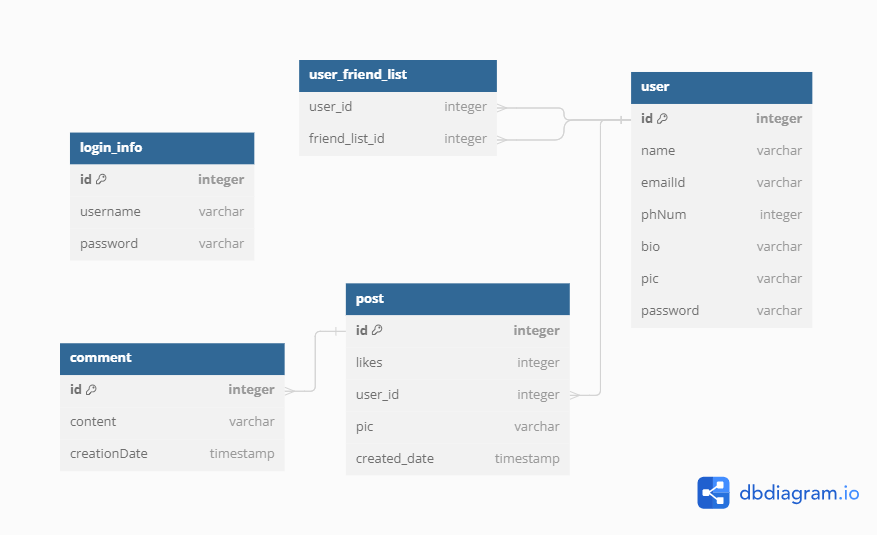 user_friend_list
user_id integer
friend_list_id integer
user
id integer
name varchar
emailId varchar
phNum integer
bio varchar
pic varchar
password varchar
login_info
id integer
username varchar
password varchar
post
id integer
likes integer
user_id integer
pic varchar
created_date timestamp
comment
id integer
content varchar
creationDate timestamp
dbdiagram.io